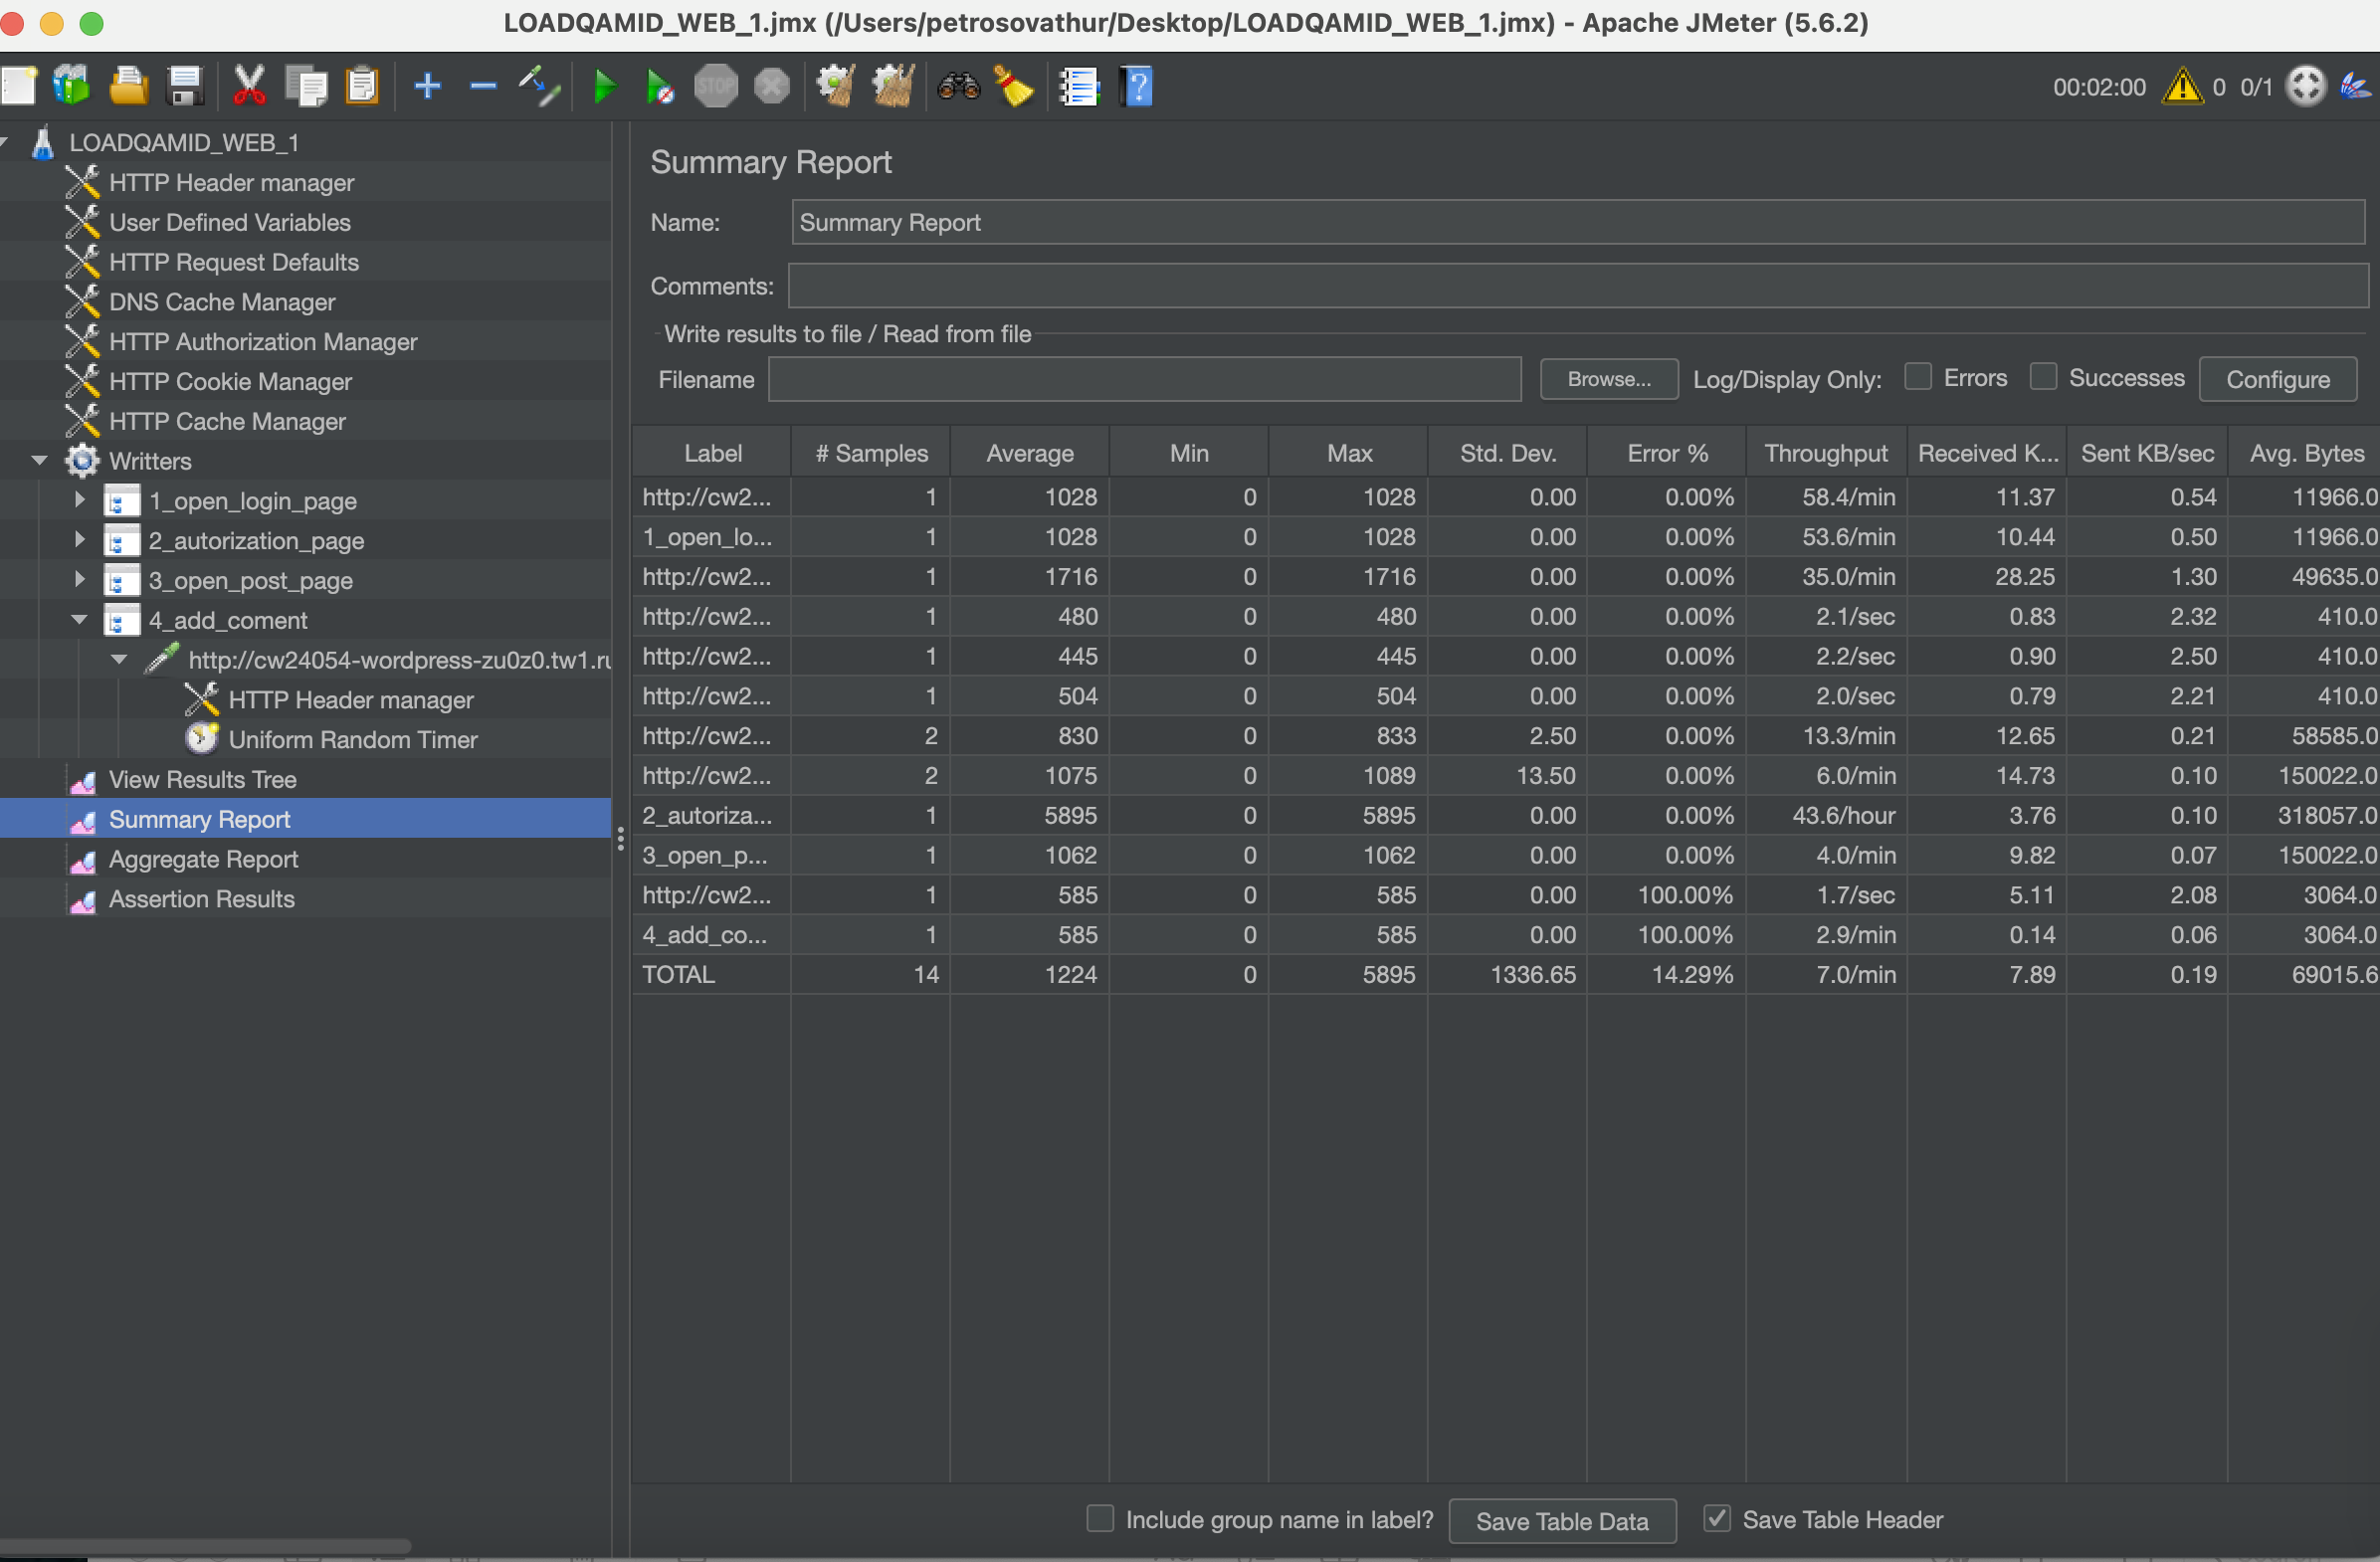 LOADQAMID_WEB_1.jmx (/Users/petrosovathur/Desktop/LOADQAMID_WEB_1.jmx) - Apache JMeter (5.6.2)
STOP
00:02:00 0 0/1
LOADQAMID_WEB_1
HTTP Header manager
User Defined Variables
HTTP Request Defaults
DNS Cache Manager
HTTP Authorization Manager
HTTP Cookie Manager
HTTP Cache Manager
Writters
1_open_login_page
2_autorization_page
3_open_post_page
4_add_coment
http://cw24054-wordpress-zu0z0.tw1.ru
HTTP Header manager
Uniform Random Timer
View Results Tree
Summary Report
Aggregate Report
Assertion Results
Summary Report
Name: Summary Report
Comments:
Write results to file / Read from file
Filename Browse... Log/Display Only: Errors Successes Configure
Label # Samples Average Min Max Std. Dev. Error % Throughput Received K... Sent KB/sec Avg. Bytes
http://cw2... 1 1028 0 1028 0.00 0.00% 58.4/min 11.37 0.54 11966.0
1_open_lo... 1 1028 0 1028 0.00 0.00% 53.6/min 10.44 0.50 11966.0
http://cw2... 1 1716 0 1716 0.00 0.00% 35.0/min 28.25 1.30 49635.0
http://cw2... 1 480 0 480 0.00 0.00% 2.1/sec 0.83 2.32 410.0
http://cw2... 1 445 0 445 0.00 0.00% 2.2/sec 0.90 2.50 410.0
http://cw2... 1 504 0 504 0.00 0.00% 2.0/sec 0.79 2.21 410.0
http://cw2... 2 830 0 833 2.50 0.00% 13.3/min 12.65 0.21 58585.0
http://cw2... 2 1075 0 1089 13.50 0.00% 6.0/min 14.73 0.10 150022.0
2_autoriza... 1 5895 0 5895 0.00 0.00% 43.6/hour 3.76 0.10 318057.0
3_open_p... 1 1062 0 1062 0.00 0.00% 4.0/min 9.82 0.07 150022.0
http://cw2... 1 585 0 585 0.00 100.00% 1.7/sec 5.11 2.08 3064.0
4_add_co... 1 585 0 585 0.00 100.00% 2.9/min 0.14 0.06 3064.0
TOTAL 14 1224 0 5895 1336.65 14.29% 7.0/min 7.89 0.19 69015.6
Include group name in label? Save Table Data Save Table Header